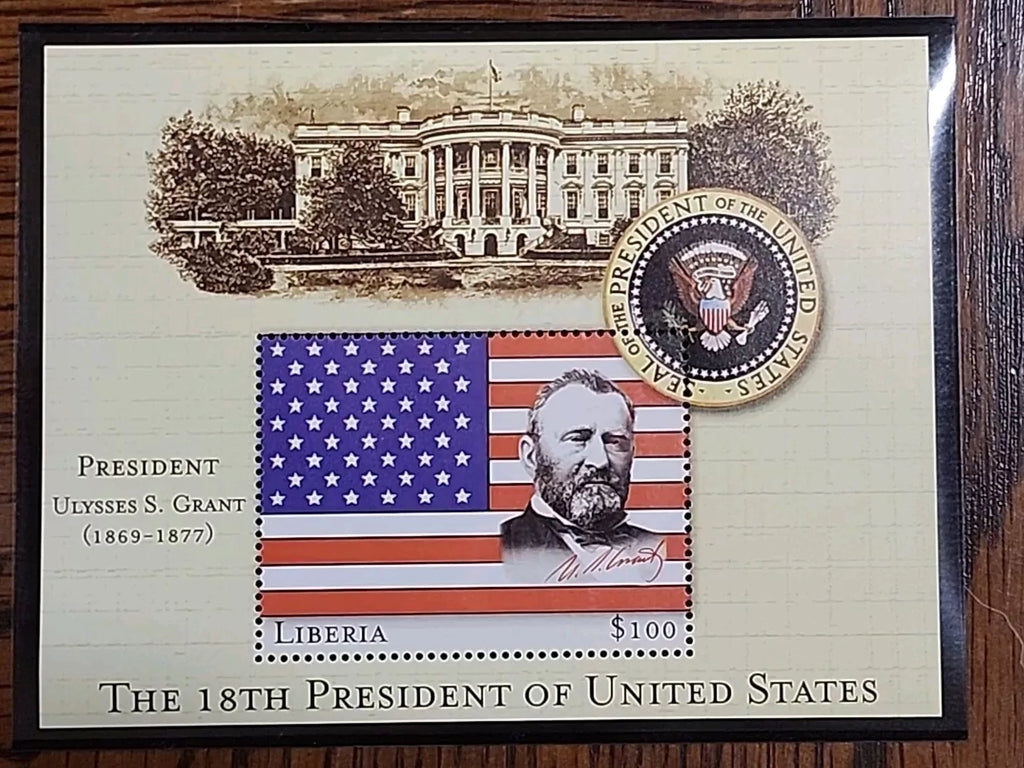 SEAL OF THE PRESIDENT OF THE UNITED STATES
PRESIDENT
ULYSSES S. GRANT
(1869-1877)
U. S. Grant
LIBERIA
$100
THE 18TH PRESIDENT OF UNITED STATES